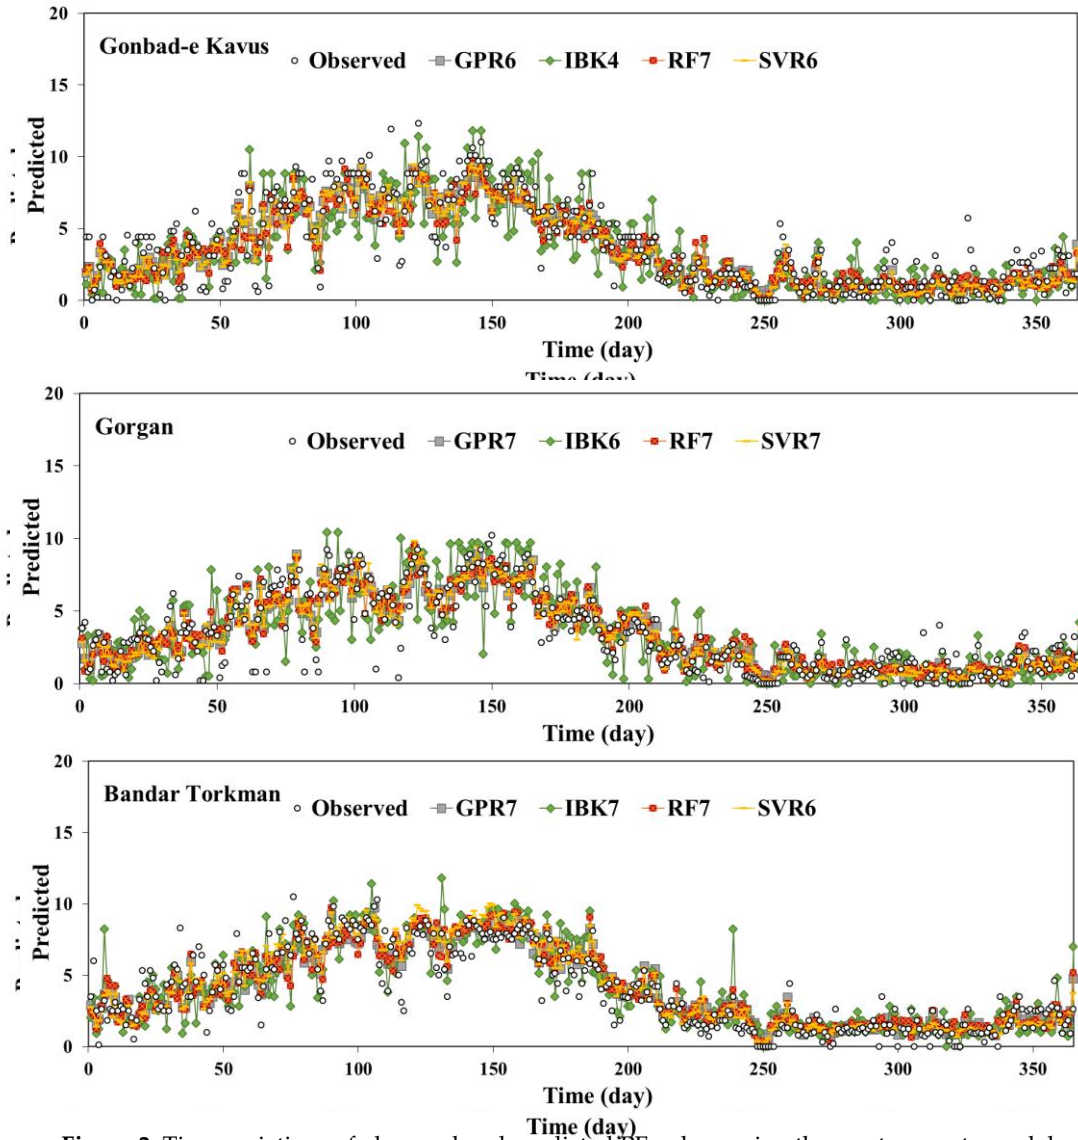 20
Gonbad-e Kavus
Observed GPR6 IBK4 RF7 SVR6
15
10
5
0
Predicted
0 50 100 150 200 250 300 350
Time (day)
Time (day)
20
Gorgan
Observed GPR7 IBK6 RF7 SVR7
15
10
5
0
Predicted
0 50 100 150 200 250 300 350
Time (day)
20
Bandar Torkman
Observed GPR7 IBK7 RF7 SVR6
15
10
5
0
Predicted
0 50 100 150 200 250 300 350
Time (day)
Time (day)